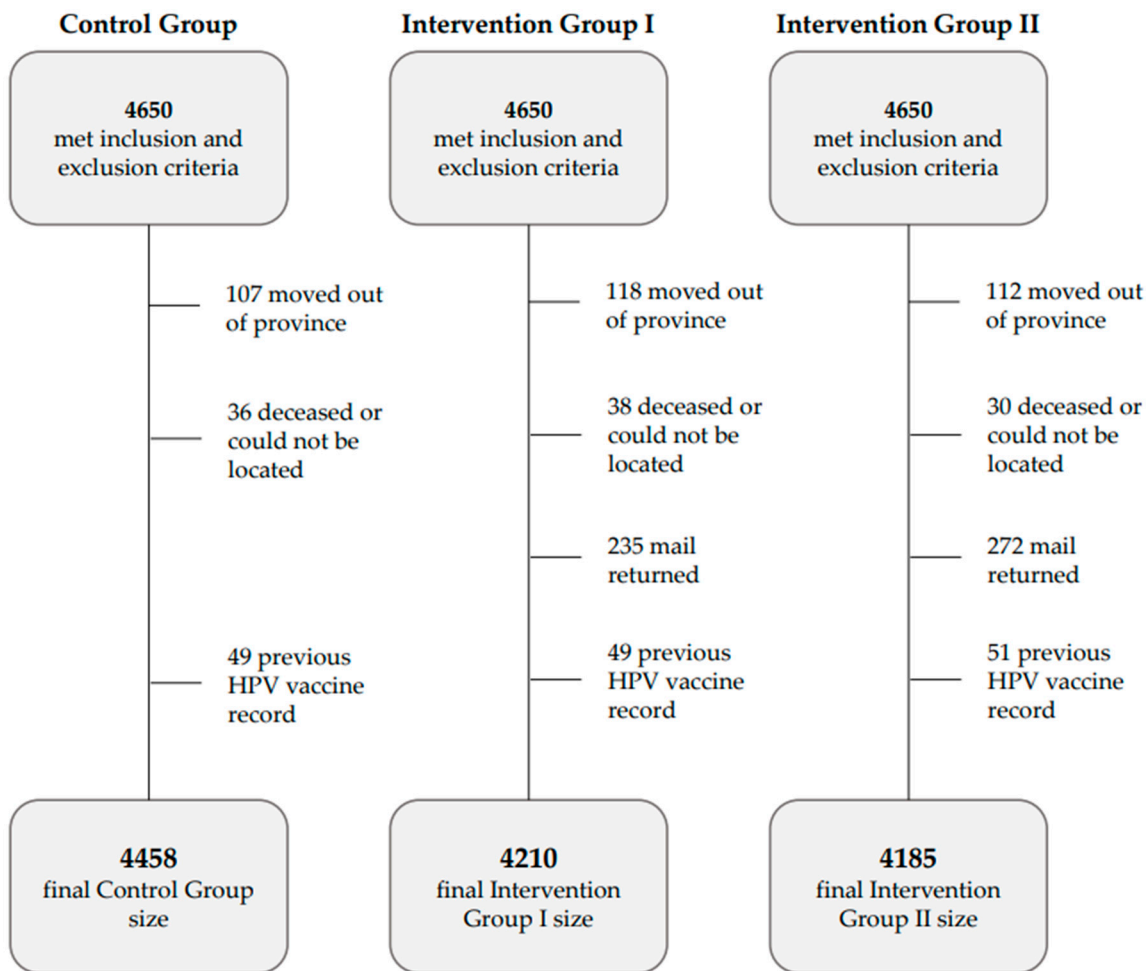 Control Group
4650
met inclusion and
exclusion criteria
107 moved out
of province
36 deceased or
could not be
located
49 previous
HPV vaccine
record
4458
final Control Group
size
Intervention Group I
4650
met inclusion and
exclusion criteria
118 moved out
of province
38 deceased or
could not be
located
235 mail
returned
49 previous
HPV vaccine
record
4210
final Intervention
Group I size
Intervention Group II
4650
met inclusion and
exclusion criteria
112 moved out
of province
30 deceased or
could not be
located
272 mail
returned
51 previous
HPV vaccine
record
4185
final Intervention
Group II size